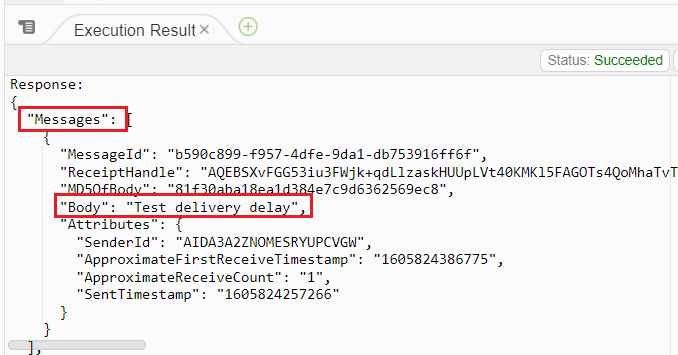 Execution Result ×
Status: Succeeded
Response:
{
"Messages": [
{
"MessageId": "b590c899-f957-4dfe-9da1-db753916ff6f",
"ReceiptHandle": "AQEBSXvFGG53iu3FWjk+qdLlzaskHUUpLVt40KMKl5FAGOTs4QoMhaTvT
"MD5OfBody": "81f30aba18ea1d384e7c9d6362569ec8",
"Body": "Test delivery delay",
"Attributes": {
"SenderId": "AIDA3A2ZNOMESRYUPCVGW",
"ApproximateFirstReceiveTimestamp": "1605824386775",
"ApproximateReceiveCount": "1",
"SentTimestamp": "1605824257266"
}
}
],